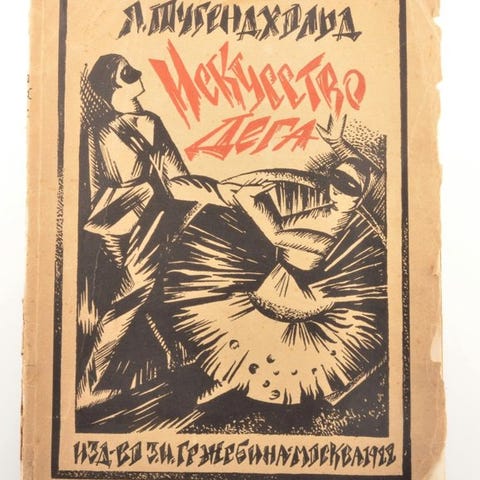 Я. ТУГЕНДХОЛЬД
ИСКУССТВО
ДЕГА
ИЗД-ВО З.И. ГРЖЕБИНА-МОСКВА 1922